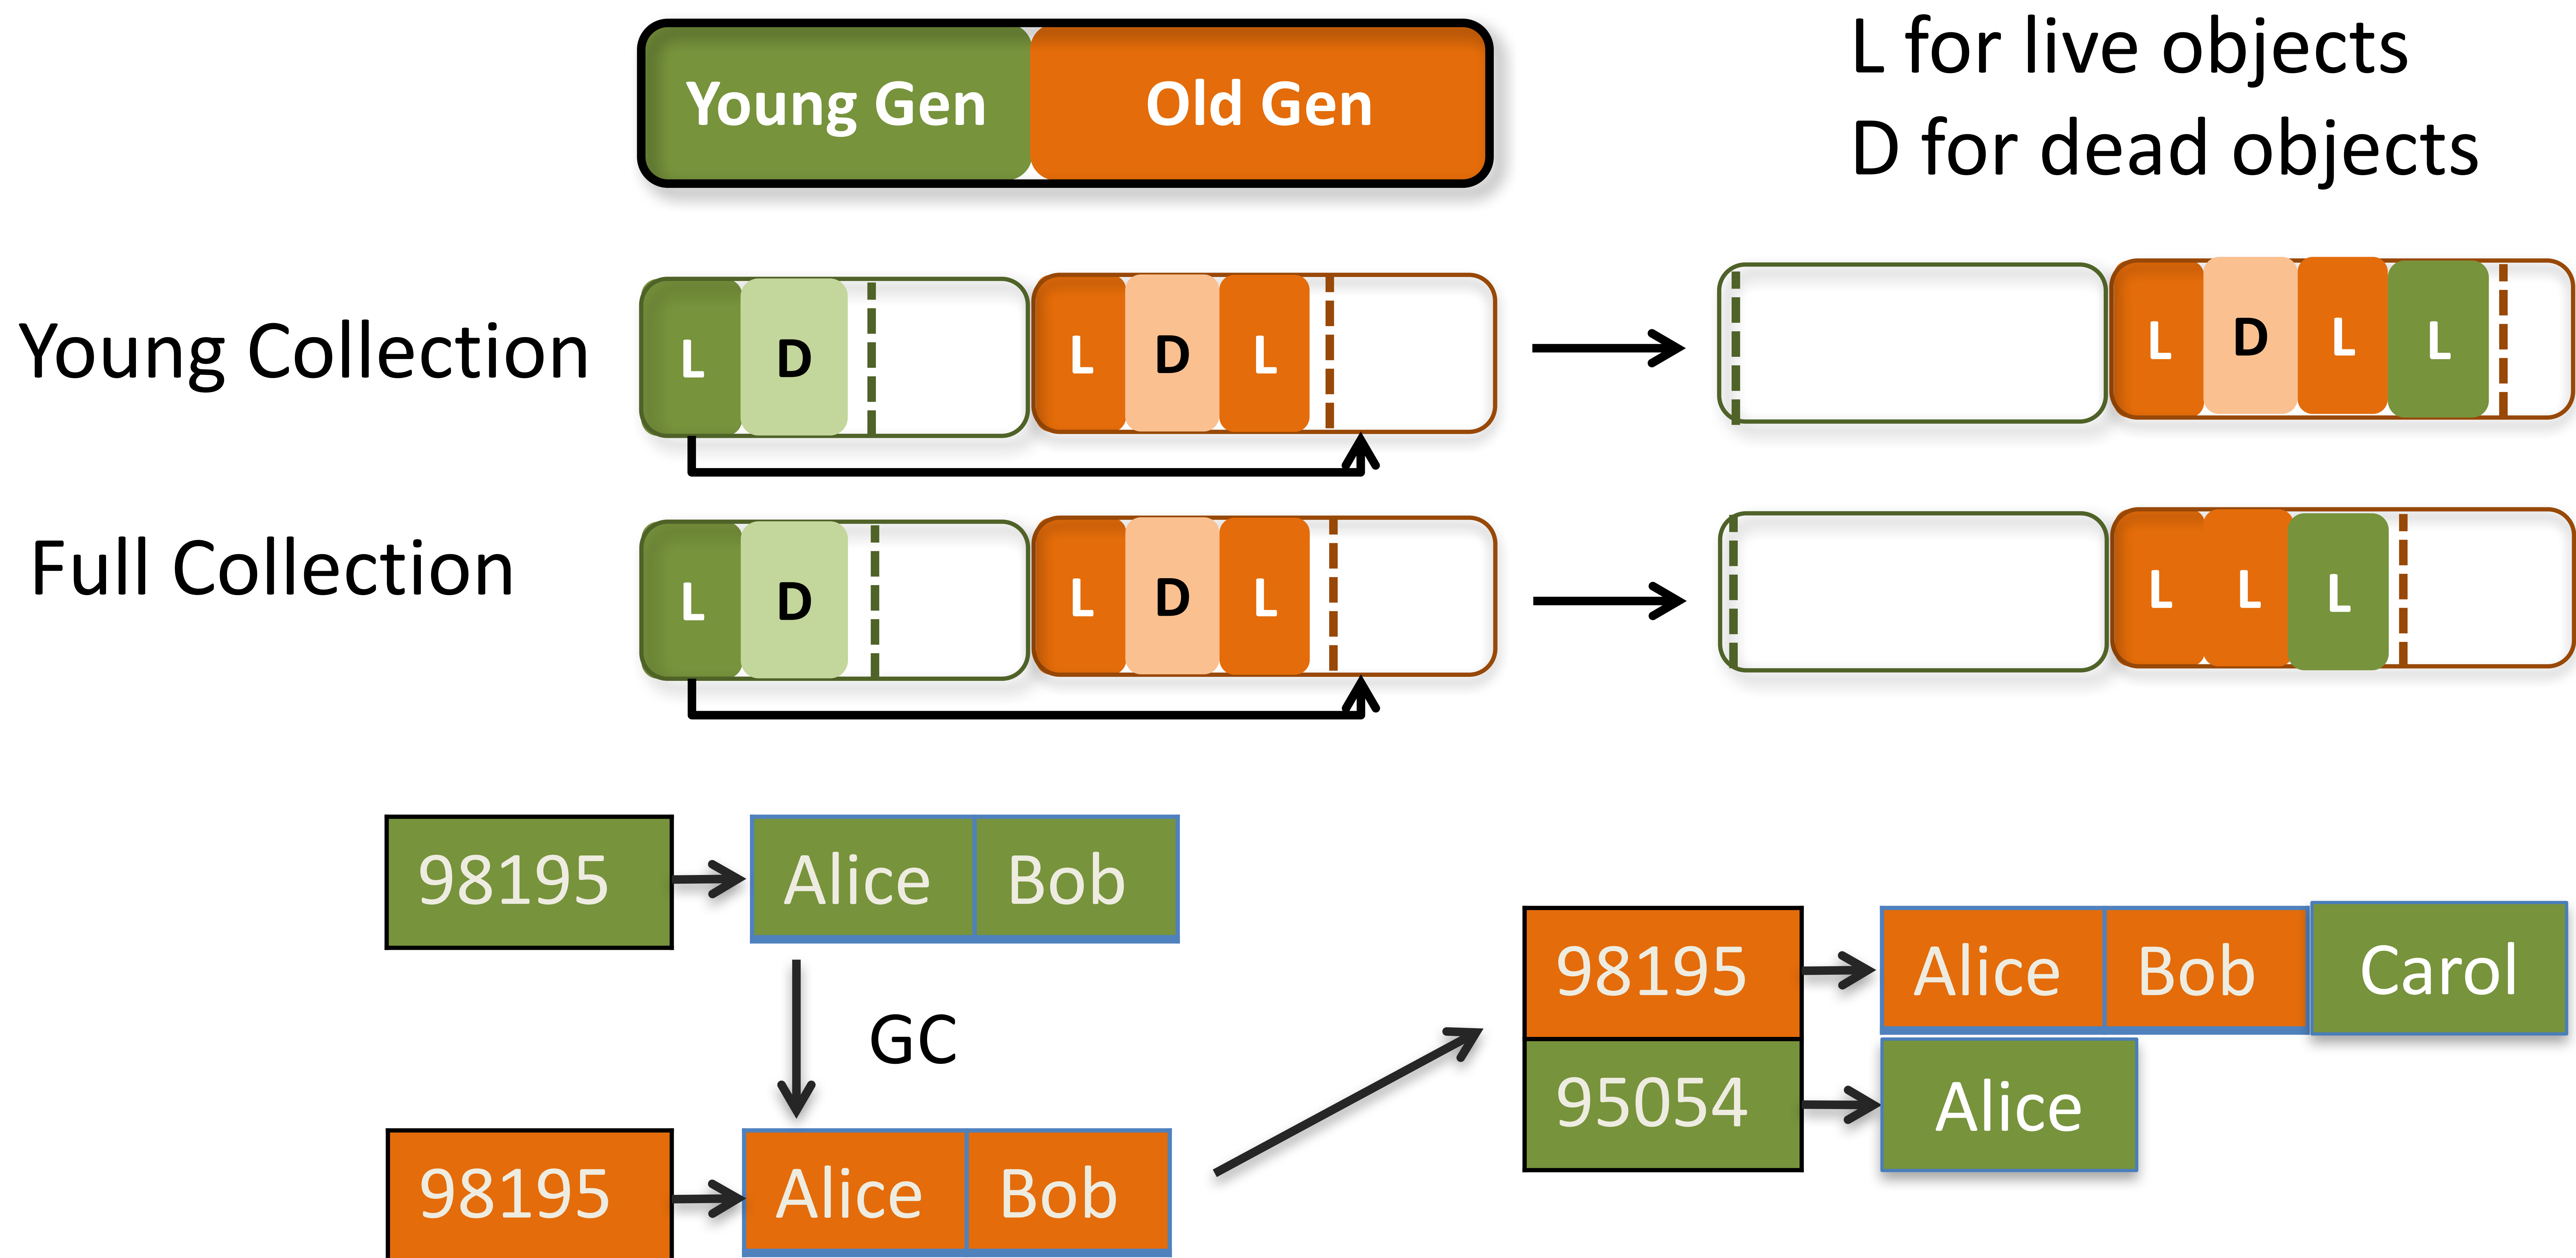 Young Gen Old Gen
L for live objects
D for dead objects
Young Collection
L D L D L
L D L L
Full Collection
L D L D L
L L L
98195 Alice Bob
GC
98195 Alice Bob
98195 Alice Bob Carol
95054 Alice